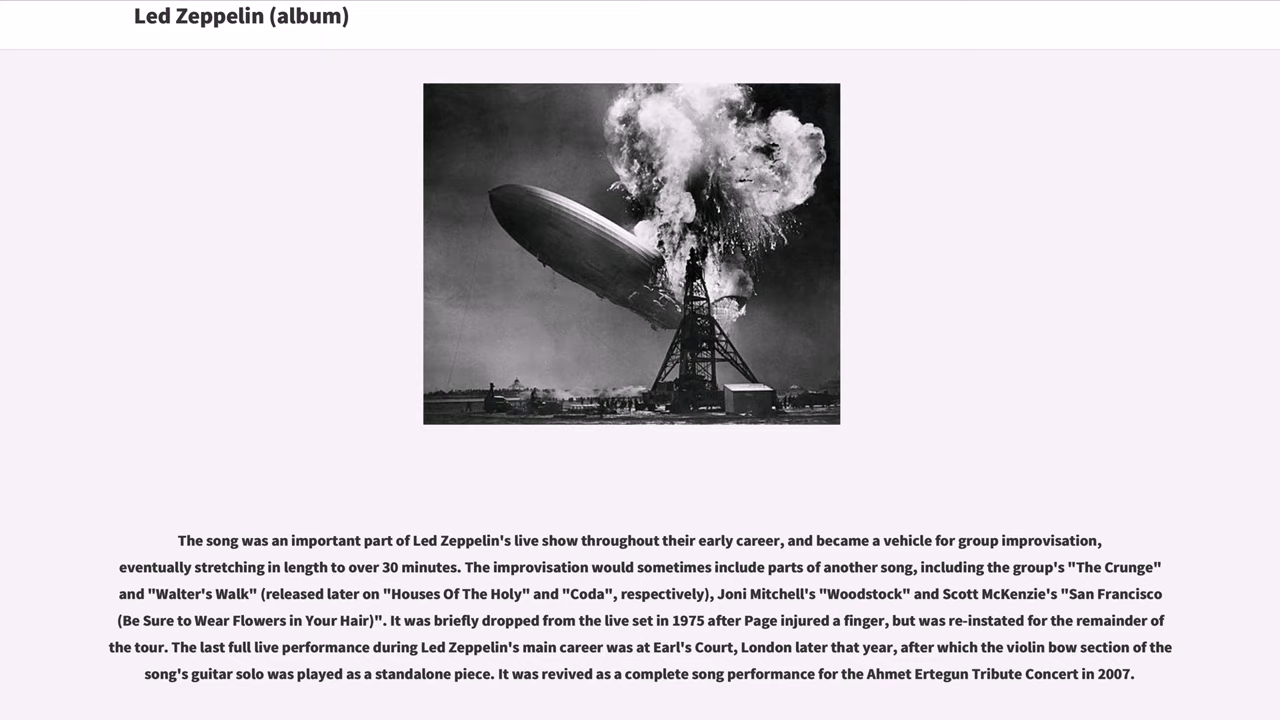 Led Zeppelin (album)
The song was an important part of Led Zeppelin's live show throughout their early career, and became a vehicle for group improvisation,
eventually stretching in length to over 30 minutes. The improvisation would sometimes include parts of another song, including the group's "The Crunge"
and "Walter's Walk" (released later on "Houses Of The Holy" and "Coda", respectively), Joni Mitchell's "Woodstock" and Scott McKenzie's "San Francisco
(Be Sure to Wear Flowers in Your Hair)". It was briefly dropped from the live set in 1975 after Page injured a finger, but was re-instated for the remainder of
the tour. The last full live performance during Led Zeppelin's main career was at Earl's Court, London later that year, after which the violin bow section of the
song's guitar solo was played as a standalone piece. It was revived as a complete song performance for the Ahmet Ertegun Tribute Concert in 2007.